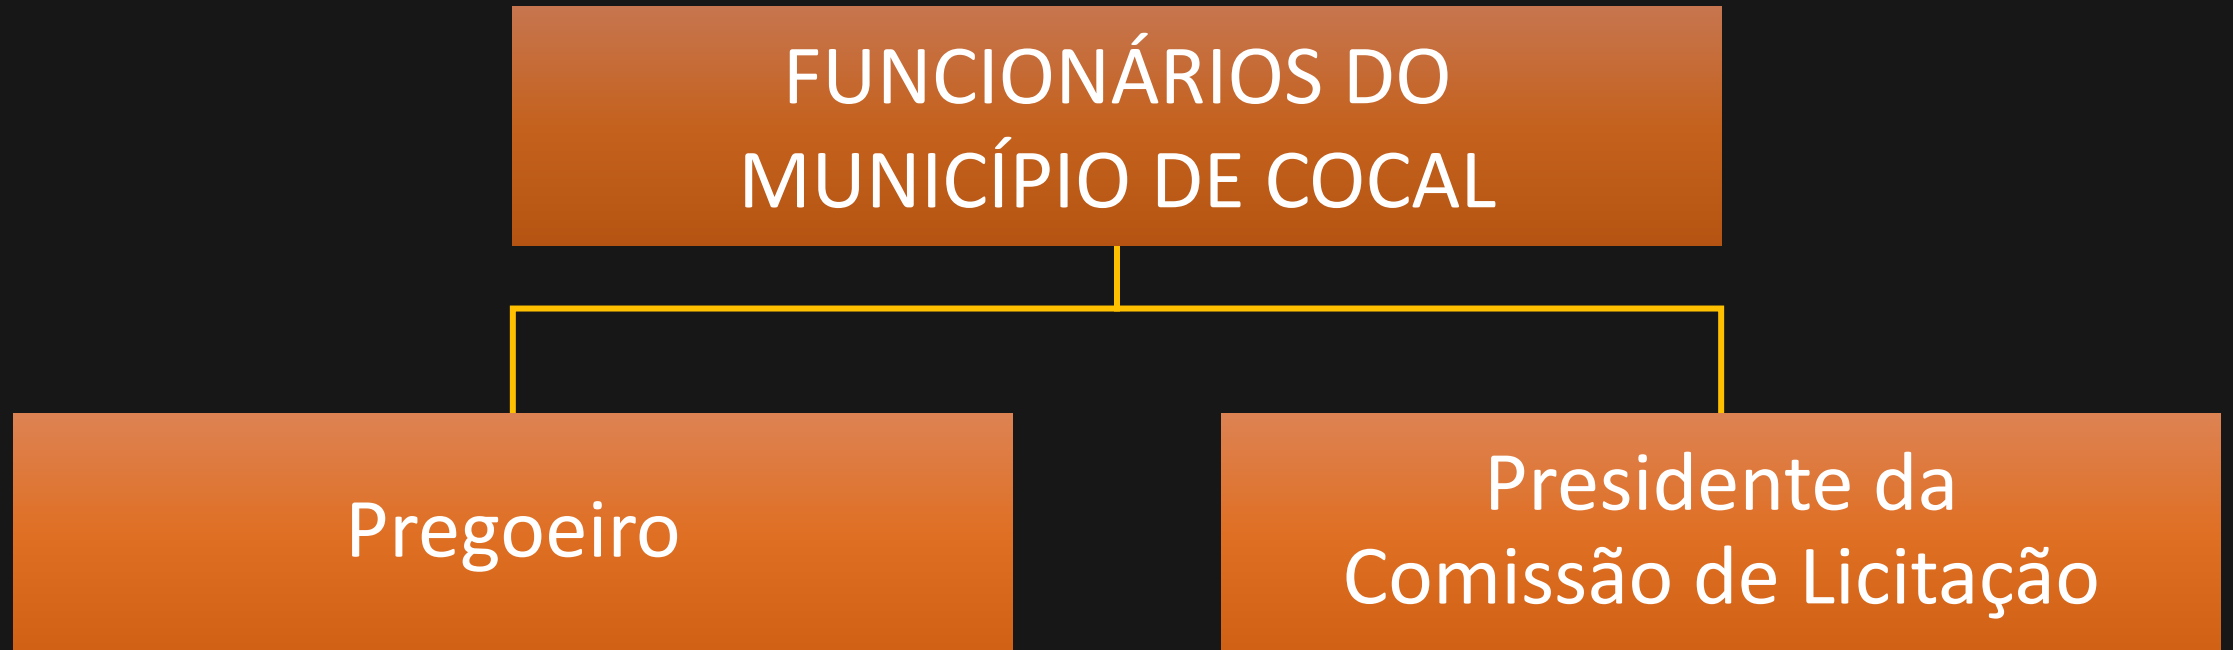 FUNCIONÁRIOS DO
MUNICÍPIO DE COCAL
Pregoeiro
Presidente da
Comissão de Licitação